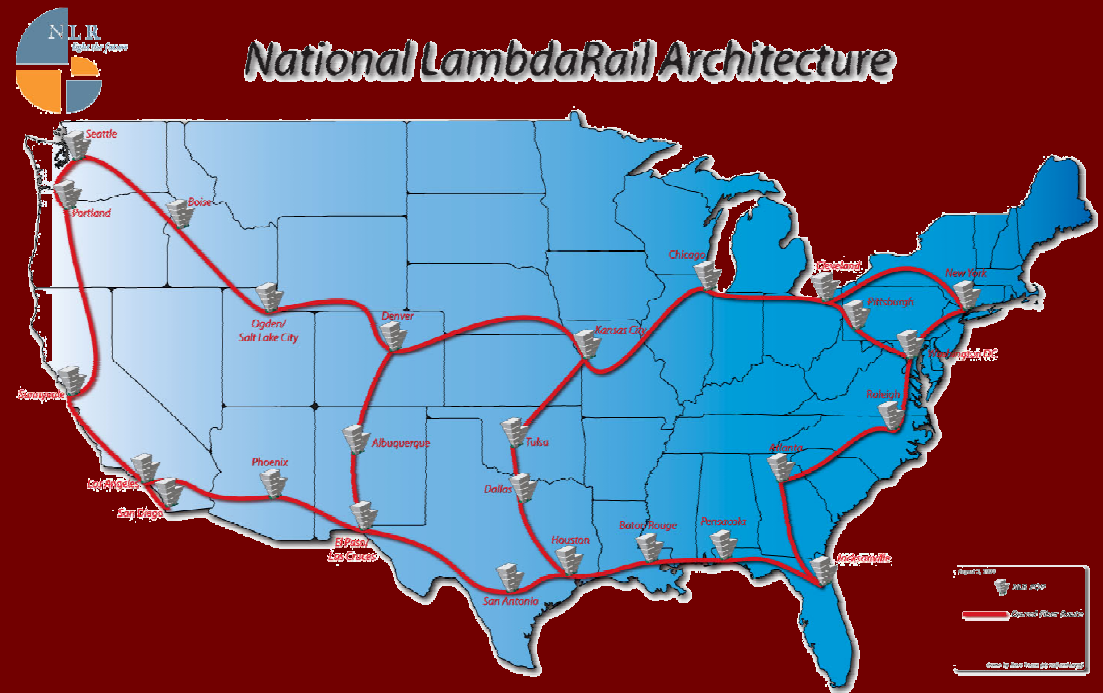 NLR
National LambdaRail Architecture
Seattle
Portland
Boise
Ogden/
Salt Lake City
Denver
Kansas City
Chicago
Cleveland
New York
Pittsburgh
Washington DC
Raleigh
Sunnyvale
Albuquerque
Tulsa
Phoenix
Dallas
Atlanta
Los Angeles
San Diego
El Paso/
Las Cruces
Houston
Baton Rouge
Pensacola
Jacksonville
San Antonio